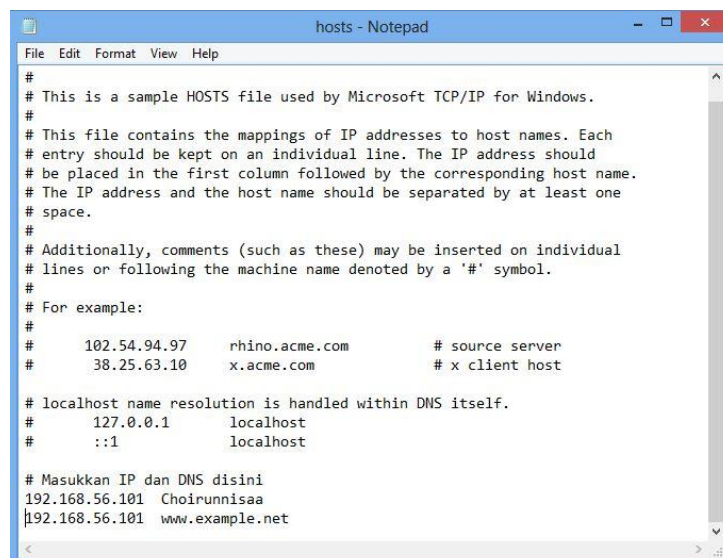 hosts - Notepad
File Edit Format View Help
#
# This is a sample HOSTS file used by Microsoft TCP/IP for Windows.
#
# This file contains the mappings of IP addresses to host names. Each
# entry should be kept on an individual line. The IP address should
# be placed in the first column followed by the corresponding host name.
# The IP address and the host name should be separated by at least one
# space.
#
# Additionally, comments (such as these) may be inserted on individual
# lines or following the machine name denoted by a '#' symbol.
#
# For example:
#
#      102.54.94.97     rhino.acme.com          # source server
#       38.25.63.10     x.acme.com              # x client host

# localhost name resolution is handled within DNS itself.
#       127.0.0.1       localhost
#       ::1             localhost

# Masukkan IP dan DNS disini
192.168.56.101  Choirunnisaa
192.168.56.101  www.example.net